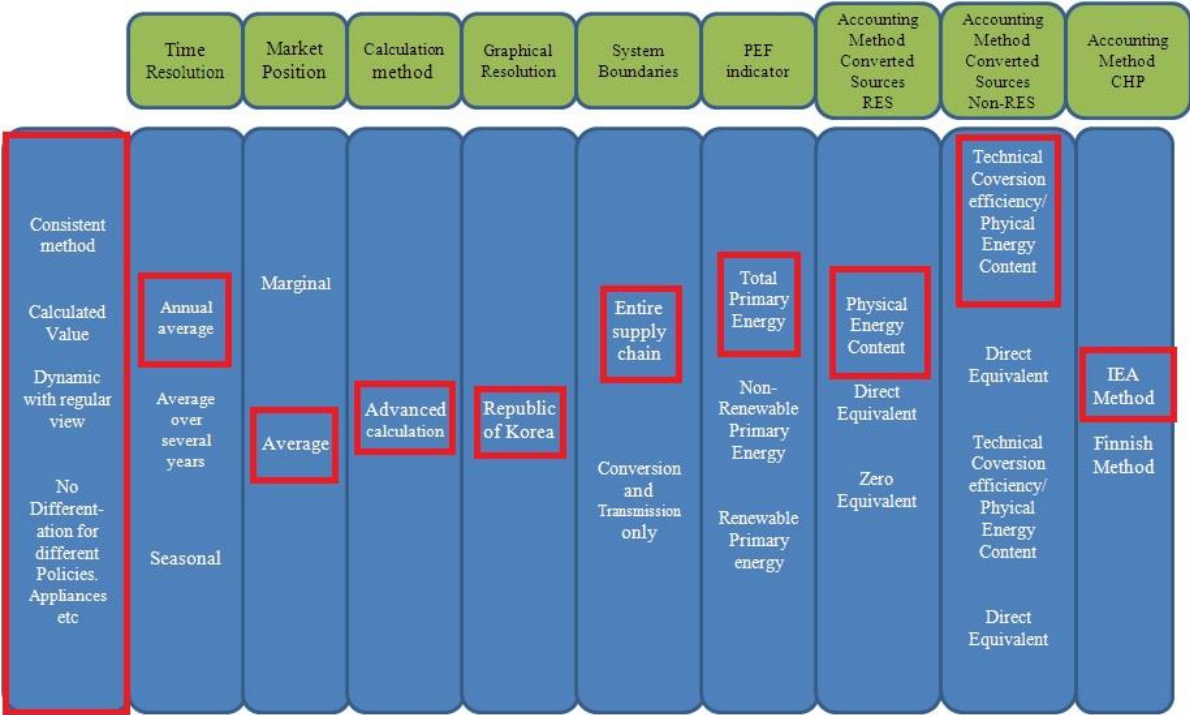 Time
Resolution
Market
Position
Calculation
method
Graphical
Resolution
System
Boundaries
PEF
indicator
Accounting
Method
Converted
Sources
RES
Accounting
Method
Converted
Sources
Non-RES
Accounting
Method
CHP
Consistent
method
Calculated
Value
Dynamic
with regular
view
No
Different-
ation for
different
Policies.
Appliances
etc
Annual
average
Average
over
several
years
Seasonal
Marginal
Average
Advanced
calculation
Republic
of Korea
Entire
supply
chain
Conversion
and
Transmission
only
Total
Primary
Energy
Non-
Renewable
Primary
Energy
Renewable
Primary
energy
Physical
Energy
Content
Direct
Equivalent
Zero
Equivalent
Technical
Coversion
efficiency/
Phyical
Energy
Content
Direct
Equivalent
Technical
Coversion
efficiency/
Phyical
Energy
Content
Direct
Equivalent
IEA
Method
Finnish
Method